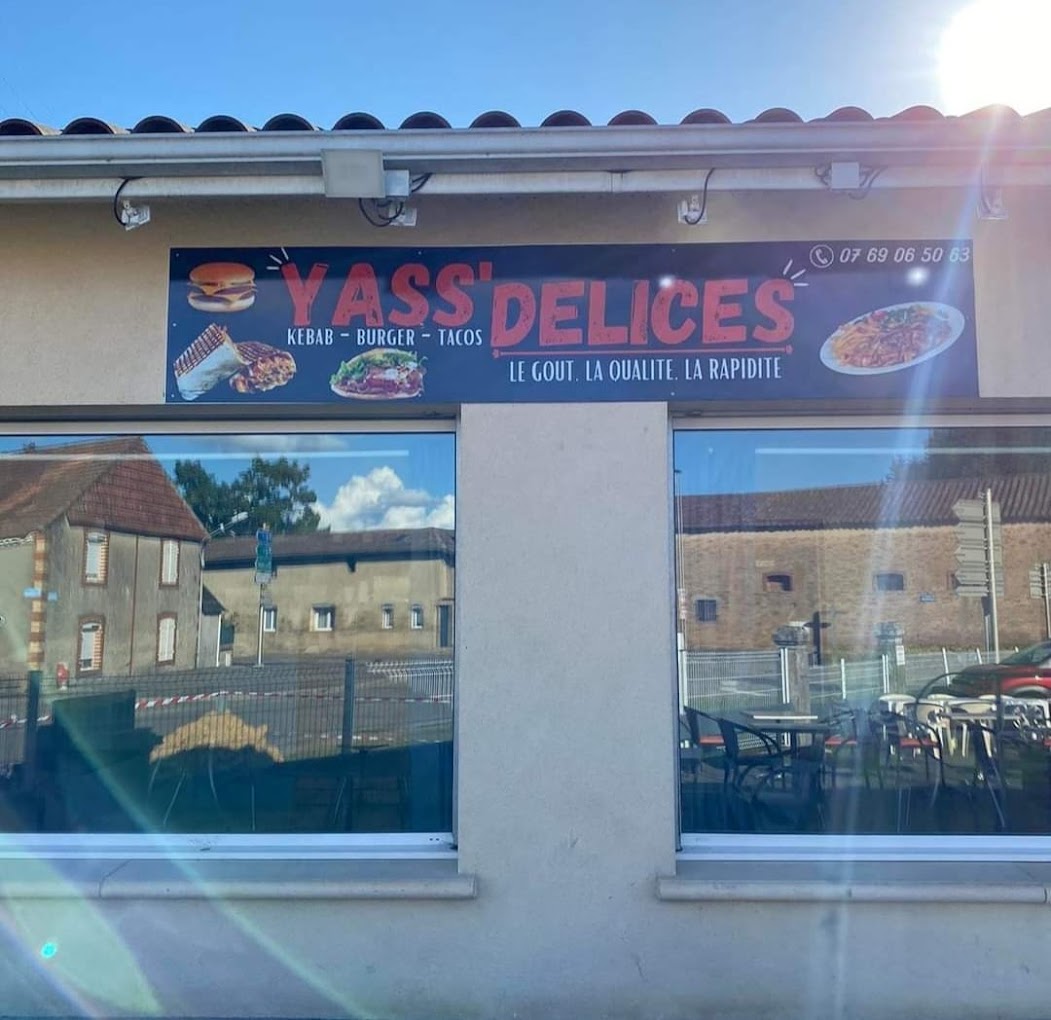 07 69 06 50 63
YASS' DELICES
KEBAB - BURGER - TACOS
LE GOUT. LA QUALITE. LA RAPIDITE